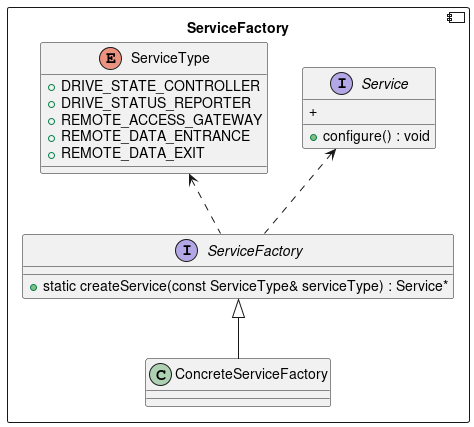 ServiceFactory
E ServiceType
DRIVE_STATE_CONTROLLER
DRIVE_STATUS_REPORTER
REMOTE_ACCESS_GATEWAY
REMOTE_DATA_ENTRANCE
REMOTE_DATA_EXIT
I Service
+
configure() : void
I ServiceFactory
static createService(const ServiceType& serviceType) : Service*
C ConcreteServiceFactory